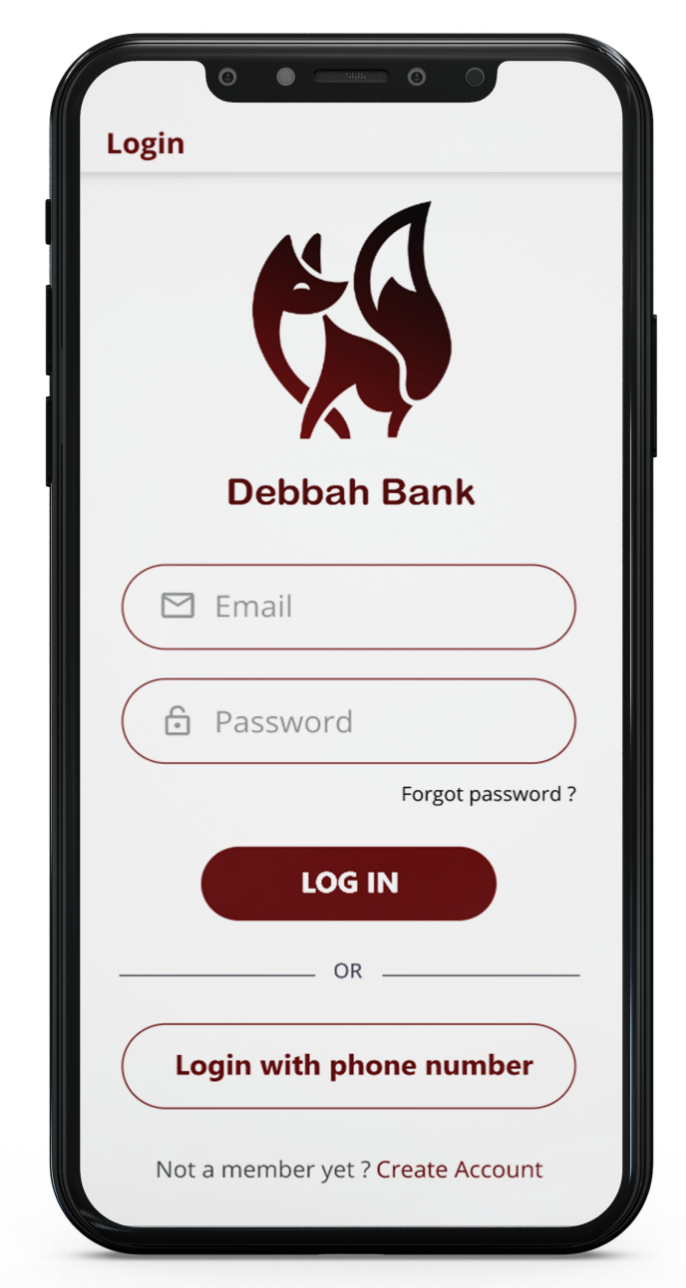 Login
Debbah Bank
Email
Password
Forgot password ?
LOG IN
OR
Login with phone number
Not a member yet ? Create Account